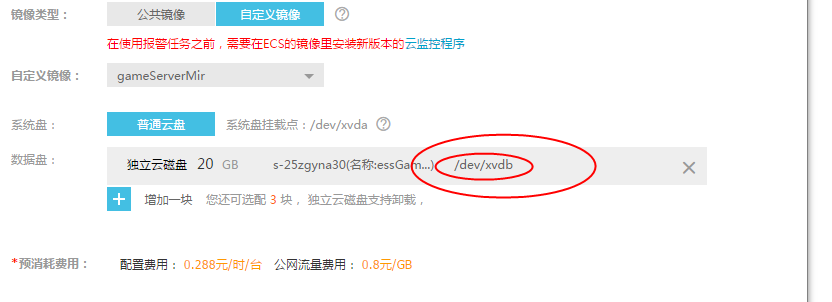 镜像类型： 公共镜像 自定义镜像 ?
在使用报警任务之前，需要在ECS的镜像里安装新版本的云监控程序
自定义镜像： gameServerMir
系统盘： 普通云盘 系统盘挂载点：/dev/xvda ?
数据盘： 独立云磁盘 20 GB s-25zgyna30(名称:essGam...) /dev/xvdb
增加一块 您还可选配 3 块， 独立云磁盘支持卸载，
*预消耗费用： 配置费用： 0.288元/时/台 公网流量费用： 0.8元/GB